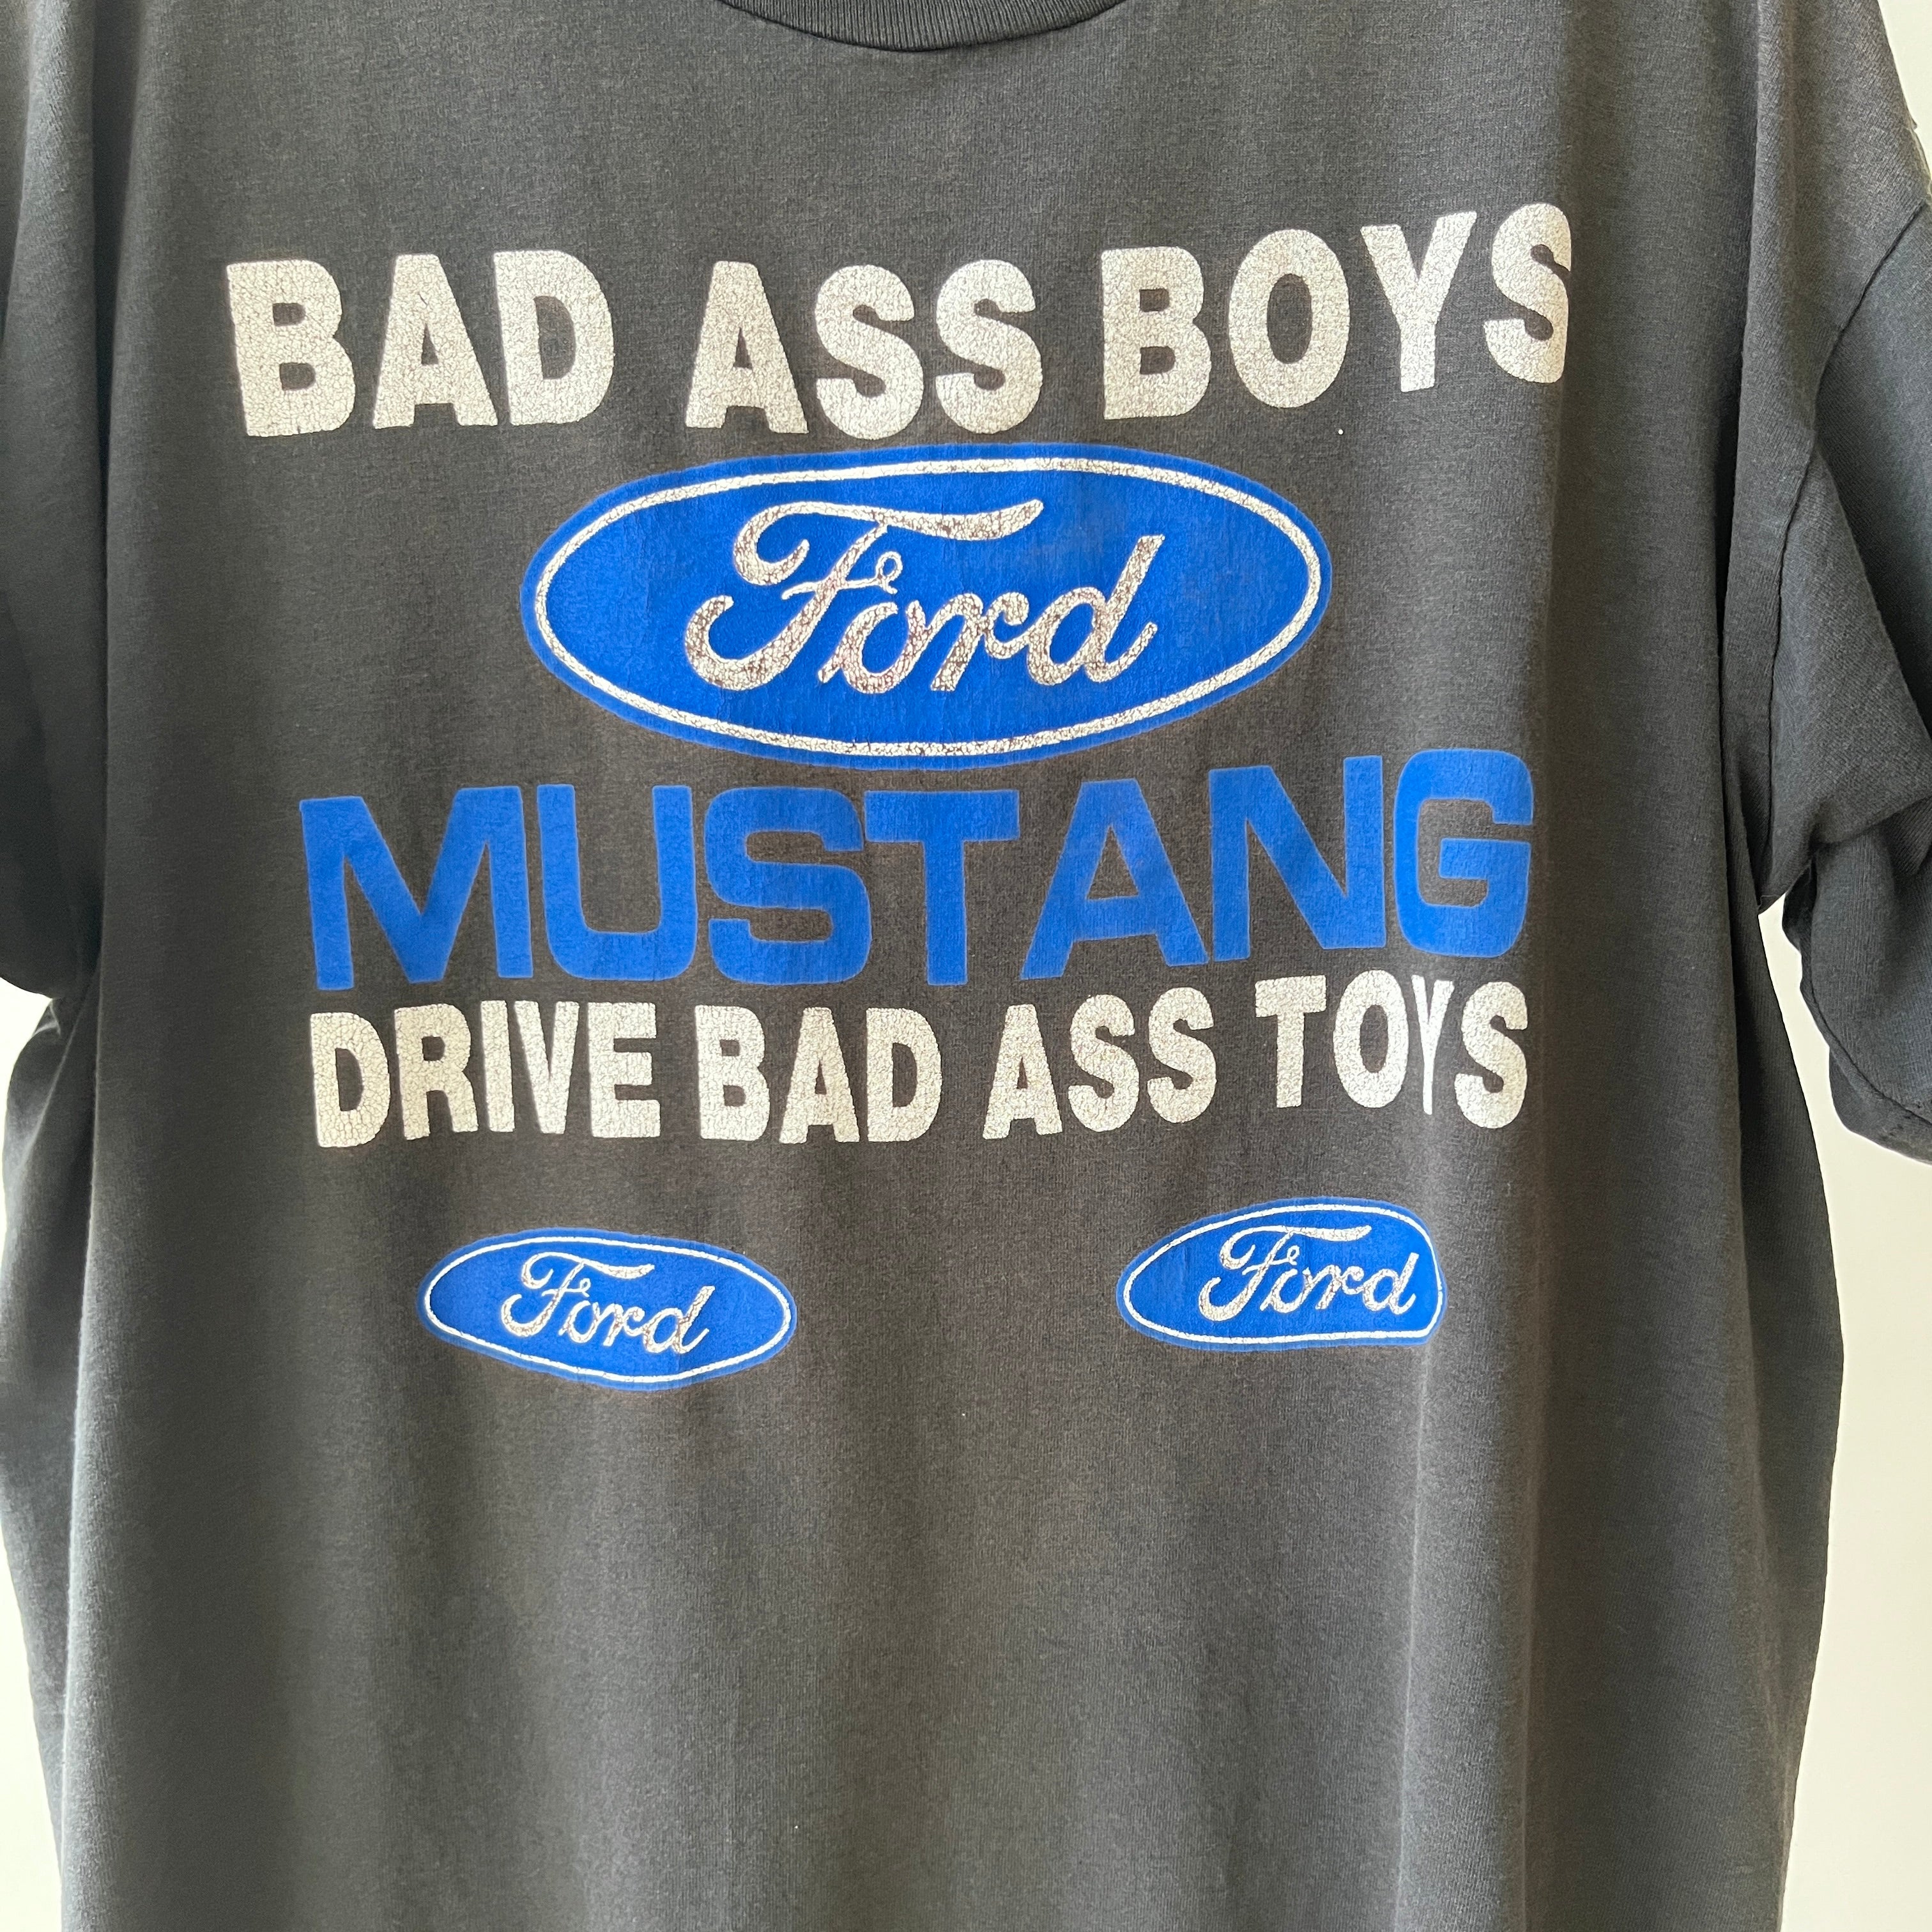 BAD ASS BOYS
Ford
MUSTANG
DRIVE BAD ASS TOYS
Ford Ford